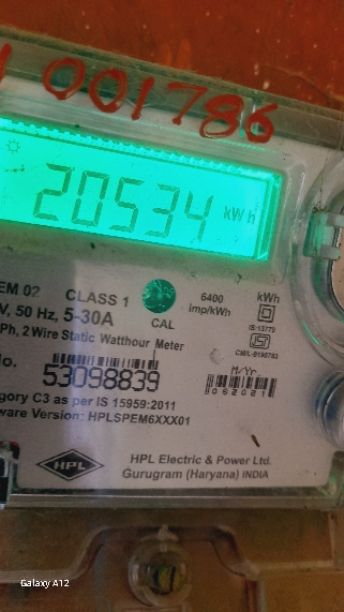 001786
20534 kWh
EM 02 CLASS 1 6400 imp/kWh kWh
V, 50 Hz, 5-30A CAL IS:13779
Ph, 2 Wire Static Watthour Meter
No. 53098839 M/Yr
062021
gory C3 as per IS 15959:2011
ware Version: HPLSPEM6XXX01
HPL HPL Electric & Power Ltd.
Gurugram (Haryana) INDIA
Galaxy A12